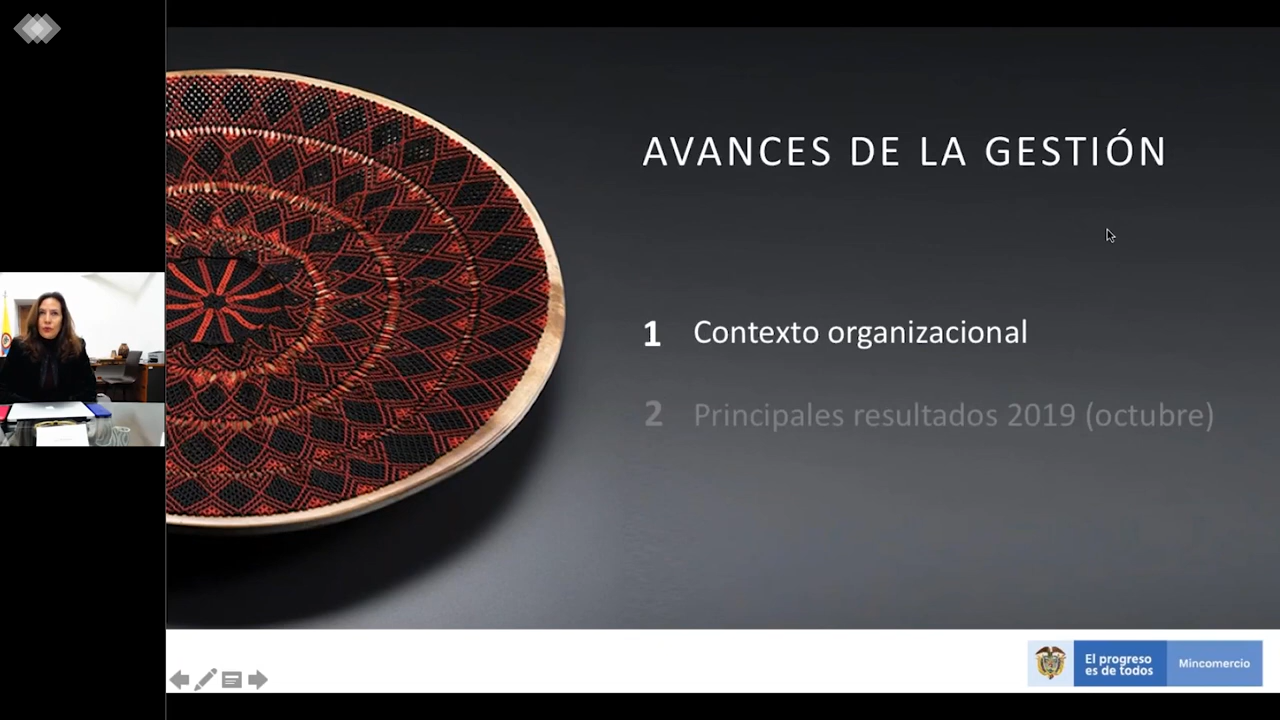 AVANCES DE LA GESTIÓN
1 Contexto organizacional
2 Principales resultados 2019 (octubre)
El progreso
es de todos
Mincomercio